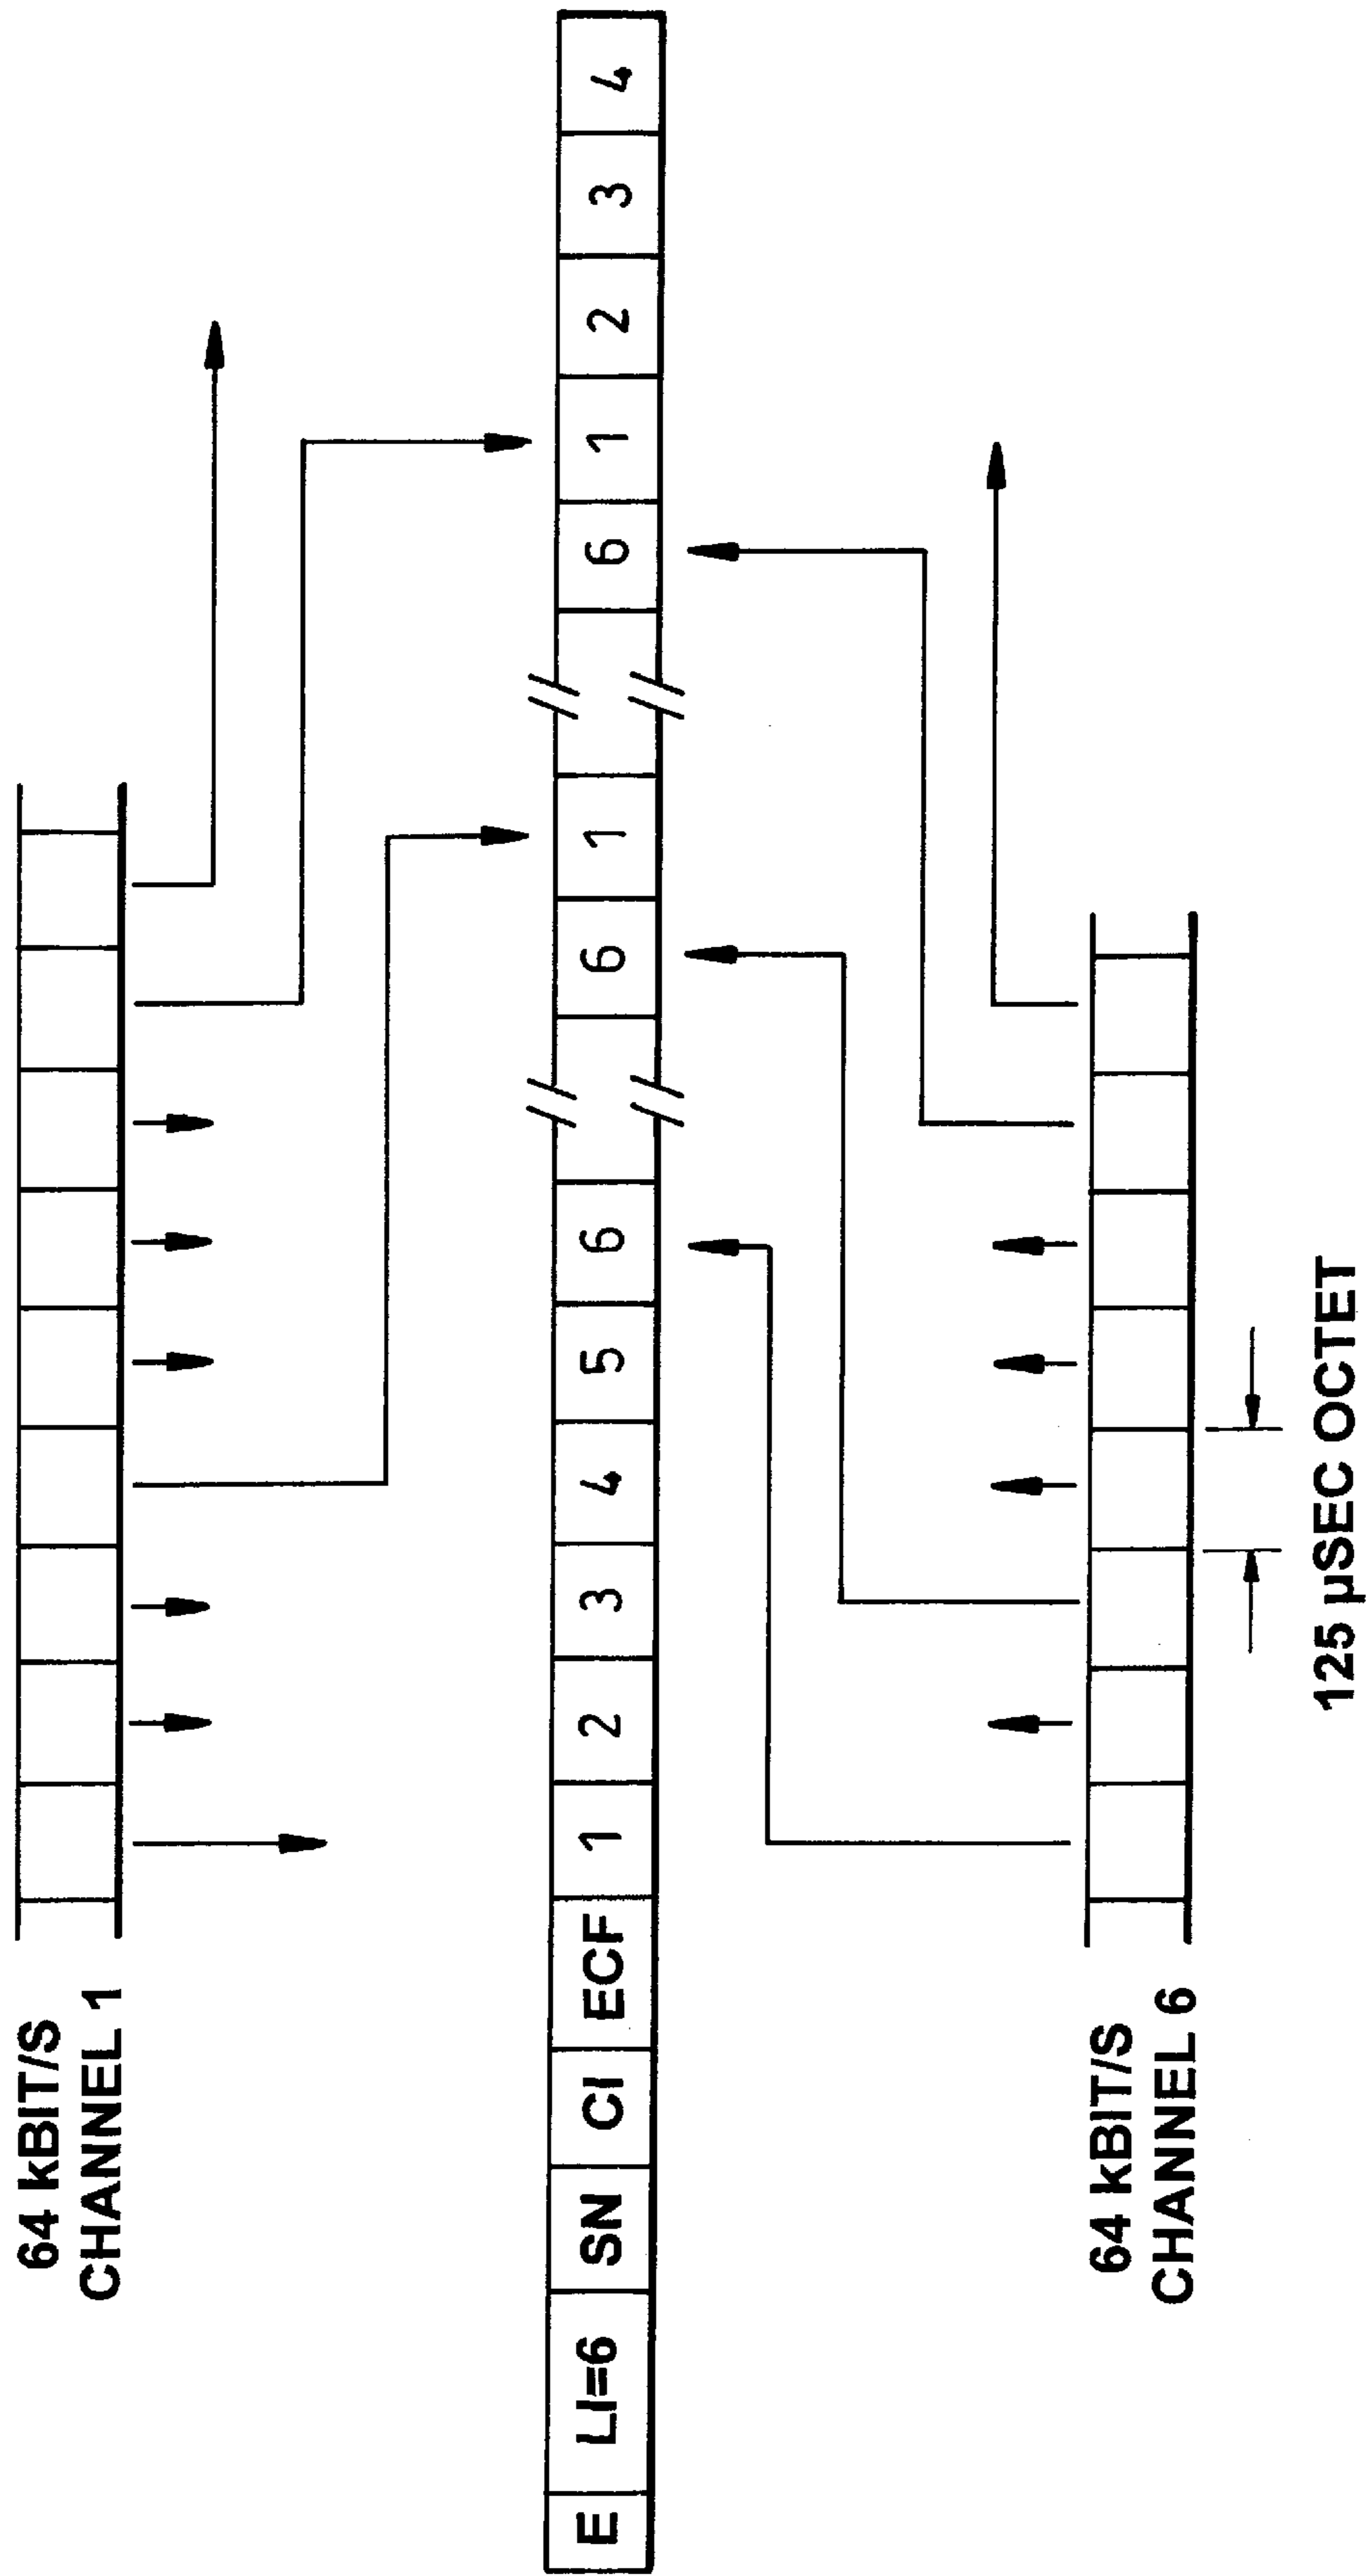 64 kBIT/S
CHANNEL 1
E LI=6 SN CI ECF 1 2 3 4 5 6 6 1 6 1 2 3 4
64 kBIT/S
CHANNEL 6
125 µSEC OCTET